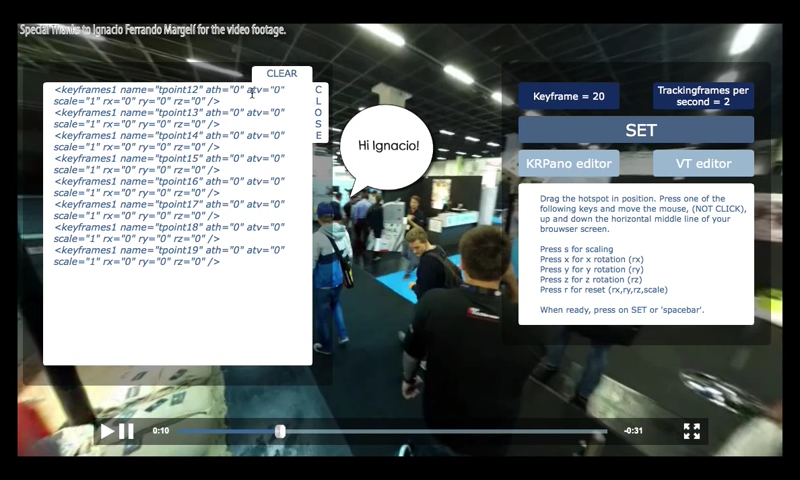 Special Thanks to Ignacio Ferrando Margelí for the video footage.
CLEAR
<keyframes1 name="tpoint12" ath="0" atv="0"
scale="1" rx="0" ry="0" rz="0" />
<keyframes1 name="tpoint13" ath="0" atv="0"
scale="1" rx="0" ry="0" rz="0" />
<keyframes1 name="tpoint14" ath="0" atv="0"
scale="1" rx="0" ry="0" rz="0" />
<keyframes1 name="tpoint15" ath="0" atv="0"
scale="1" rx="0" ry="0" rz="0" />
<keyframes1 name="tpoint16" ath="0" atv="0"
scale="1" rx="0" ry="0" rz="0" />
<keyframes1 name="tpoint17" ath="0" atv="0"
scale="1" rx="0" ry="0" rz="0" />
<keyframes1 name="tpoint18" ath="0" atv="0"
scale="1" rx="0" ry="0" rz="0" />
<keyframes1 name="tpoint19" ath="0" atv="0"
scale="1" rx="0" ry="0" rz="0" />
C
L
O
S
E
Hi Ignacio!
Keyframe = 20
Trackingframes per
second = 2
SET
KRPano editor
VT editor
Drag the hotspot in position. Press one of the
following keys and move the mouse, (NOT CLICK),
up and down the horizontal middle line of your
brouwser screen.
Press s for scaling
Press x for x rotation (rx)
Press y for y rotation (ry)
Press z for z rotation (rz)
Press r for reset (rx,ry,rz,scale)
When ready, press on SET or 'spacebar'.
0:10
-0:31